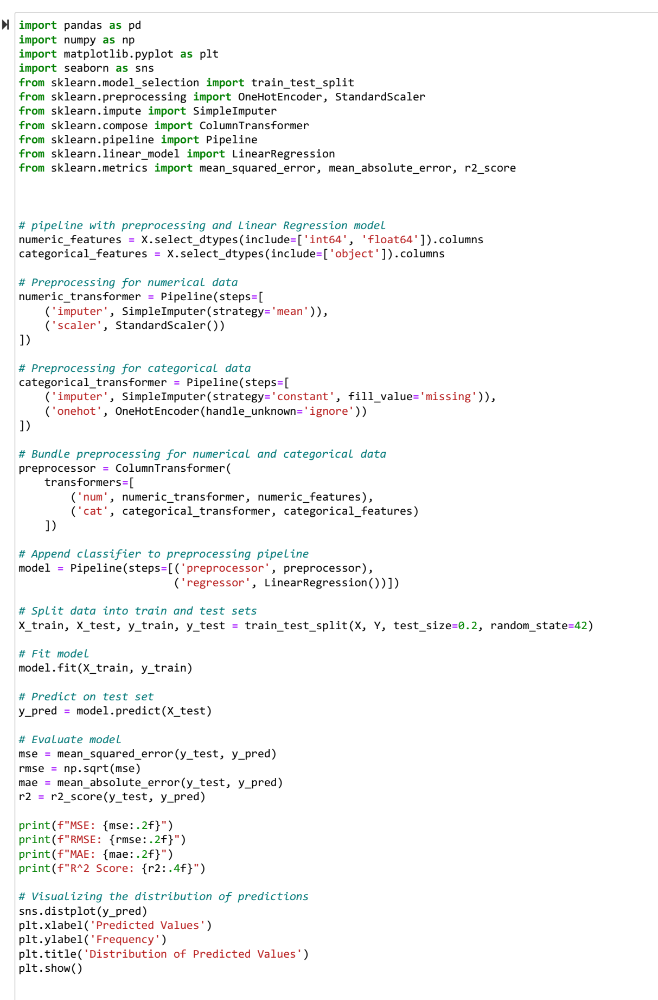 import pandas as pd
import numpy as np
import matplotlib.pyplot as plt
import seaborn as sns
from sklearn.model_selection import train_test_split
from sklearn.preprocessing import OneHotEncoder, StandardScaler
from sklearn.impute import SimpleImputer
from sklearn.compose import ColumnTransformer
from sklearn.pipeline import Pipeline
from sklearn.linear_model import LinearRegression
from sklearn.metrics import mean_squared_error, mean_absolute_error, r2_score
# pipeline with preprocessing and Linear Regression model
numeric_features = X.select_dtypes(include=['int64', 'float64']).columns
categorical_features = X.select_dtypes(include=['object']).columns
# Preprocessing for numerical data
numeric_transformer = Pipeline(steps=[
    ('imputer', SimpleImputer(strategy='mean')),
    ('scaler', StandardScaler())
])
# Preprocessing for categorical data
categorical_transformer = Pipeline(steps=[
    ('imputer', SimpleImputer(strategy='constant', fill_value='missing')),
    ('onehot', OneHotEncoder(handle_unknown='ignore'))
])
# Bundle preprocessing for numerical and categorical data
preprocessor = ColumnTransformer(
    transformers=[
        ('num', numeric_transformer, numeric_features),
        ('cat', categorical_transformer, categorical_features)
    ])
# Append classifier to preprocessing pipeline
model = Pipeline(steps=[('preprocessor', preprocessor),
                        ('regressor', LinearRegression())])
# Split data into train and test sets
X_train, X_test, y_train, y_test = train_test_split(X, Y, test_size=0.2, random_state=42)
# Fit model
model.fit(X_train, y_train)
# Predict on test set
y_pred = model.predict(X_test)
# Evaluate model
mse = mean_squared_error(y_test, y_pred)
rmse = np.sqrt(mse)
mae = mean_absolute_error(y_test, y_pred)
r2 = r2_score(y_test, y_pred)
print(f"MSE: {mse:.2f}")
print(f"RMSE: {rmse:.2f}")
print(f"MAE: {mae:.2f}")
print(f"R^2 Score: {r2:.4f}")
# Visualizing the distribution of predictions
sns.distplot(y_pred)
plt.xlabel('Predicted Values')
plt.ylabel('Frequency')
plt.title('Distribution of Predicted Values')
plt.show()